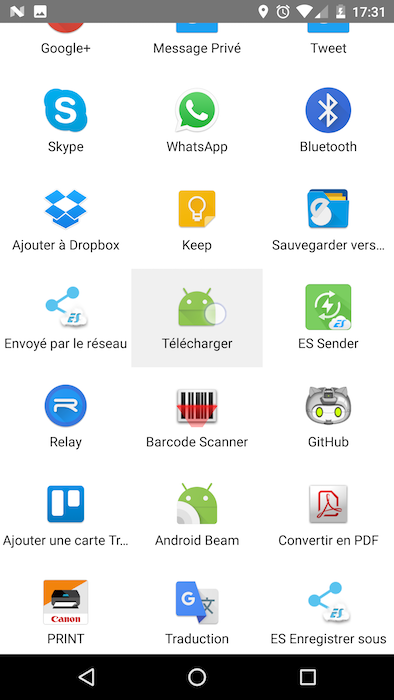 17:31
Google+
Message Privé
Tweet
Skype
WhatsApp
Bluetooth
Ajouter à Dropbox
Keep
Sauvegarder vers…
ES
Envoyé par le réseau
Télécharger
ES
ES Sender
Relay
Barcode Scanner
GitHub
Ajouter une carte Tr…
Android Beam
Convertir en PDF
Canon
PRINT
G
文
Traduction
ES
ES Enregistrer sous